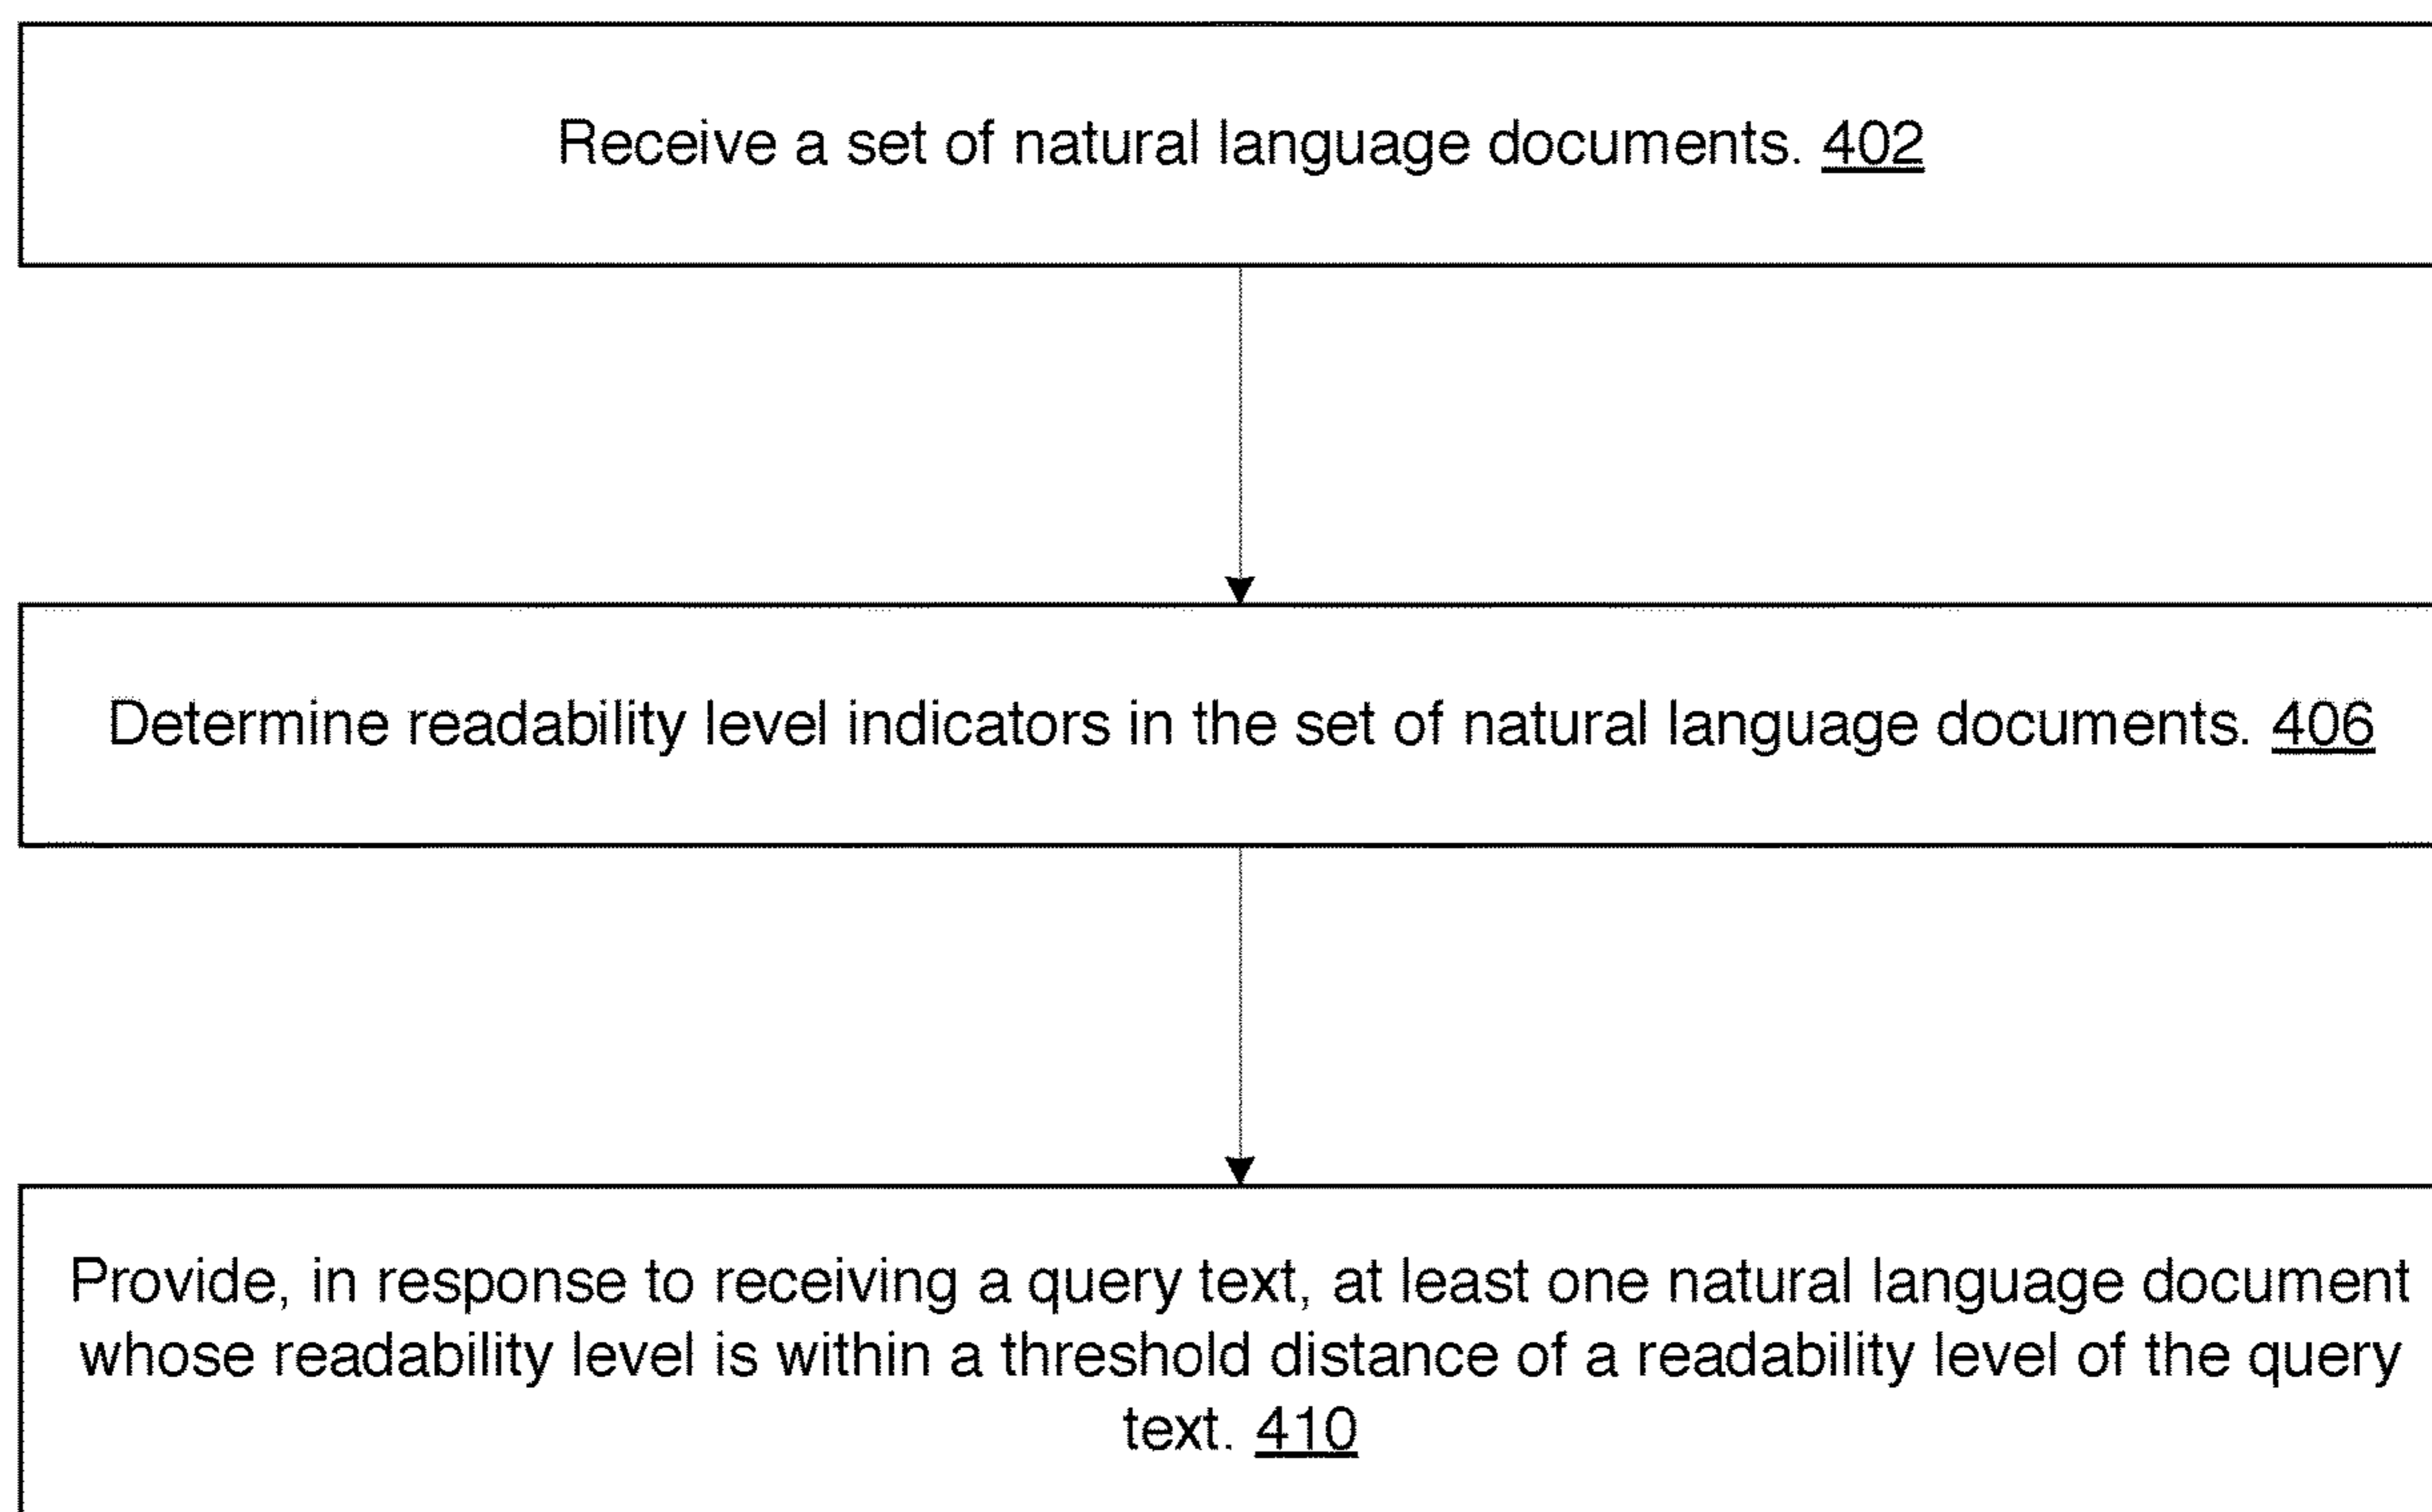 Receive a set of natural language documents. 402
Determine readability level indicators in the set of natural language documents. 406
Provide, in response to receiving a query text, at least one natural language document
whose readability level is within a threshold distance of a readability level of the query
text. 410